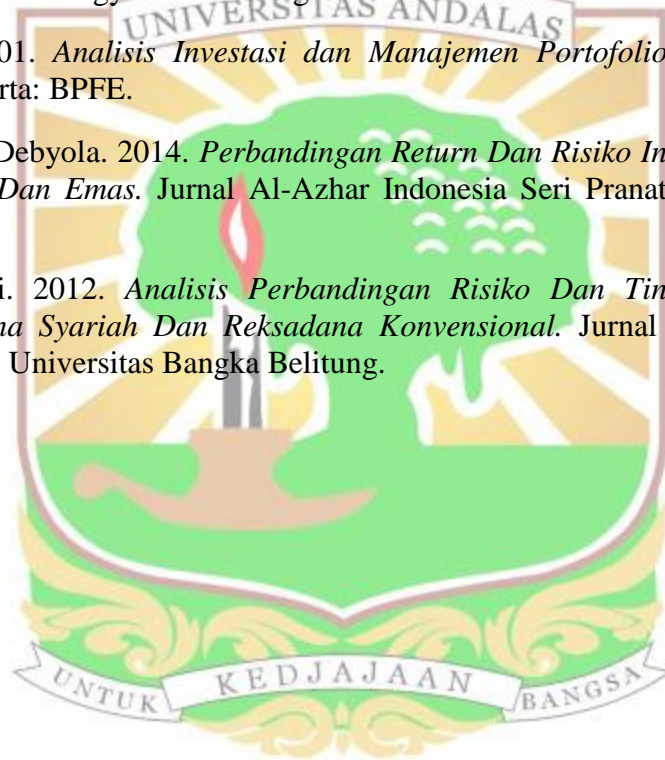 UNIVERSITAS ANDALAS
01. Analisis Investasi dan Manajemen Portofolio
rta: BPFE.
Debyola. 2014. Perbandingan Return Dan Risiko In
Dan Emas. Jurnal Al-Azhar Indonesia Seri Pranat
i. 2012. Analisis Perbandingan Risiko Dan Tin
na Syariah Dan Reksadana Konvensional. Jurnal
Universitas Bangka Belitung.
UNTUK KEDJAJAAN BANGSA